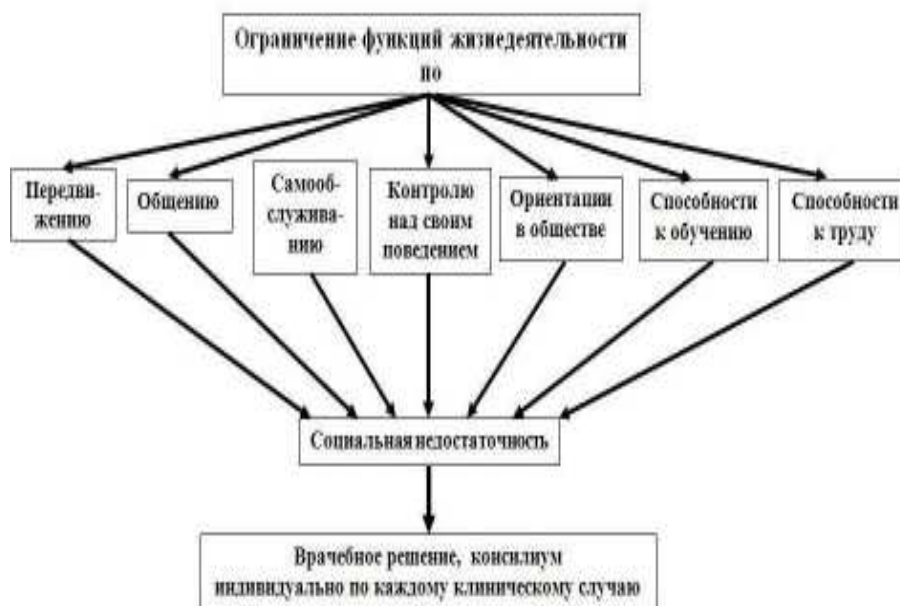 Ограничение функций жизнедеятельности
по
Передви-
жению
Общению
Самооб-
служива-
нию
Контролю
над своим
поведением
Ориентации
в обществе
Способности
к обучению
Способности
к труду
Социальная недостаточность
Врачебное решение, консилиум
индивидуально по каждому клиническому случаю